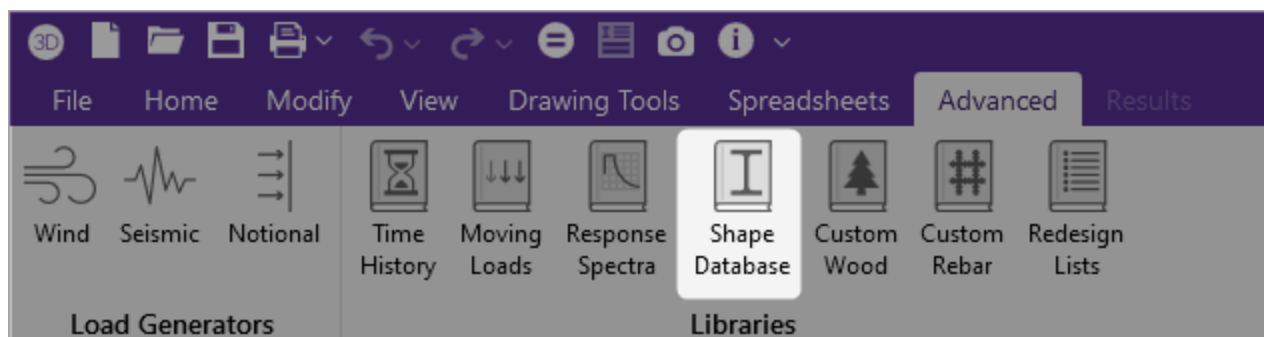 3D
File Home Modify View Drawing Tools Spreadsheets Advanced Results
Wind Seismic Notional Time Moving Response Shape Custom Custom Redesign
History Loads Spectra Database Wood Rebar Lists
Load Generators Libraries